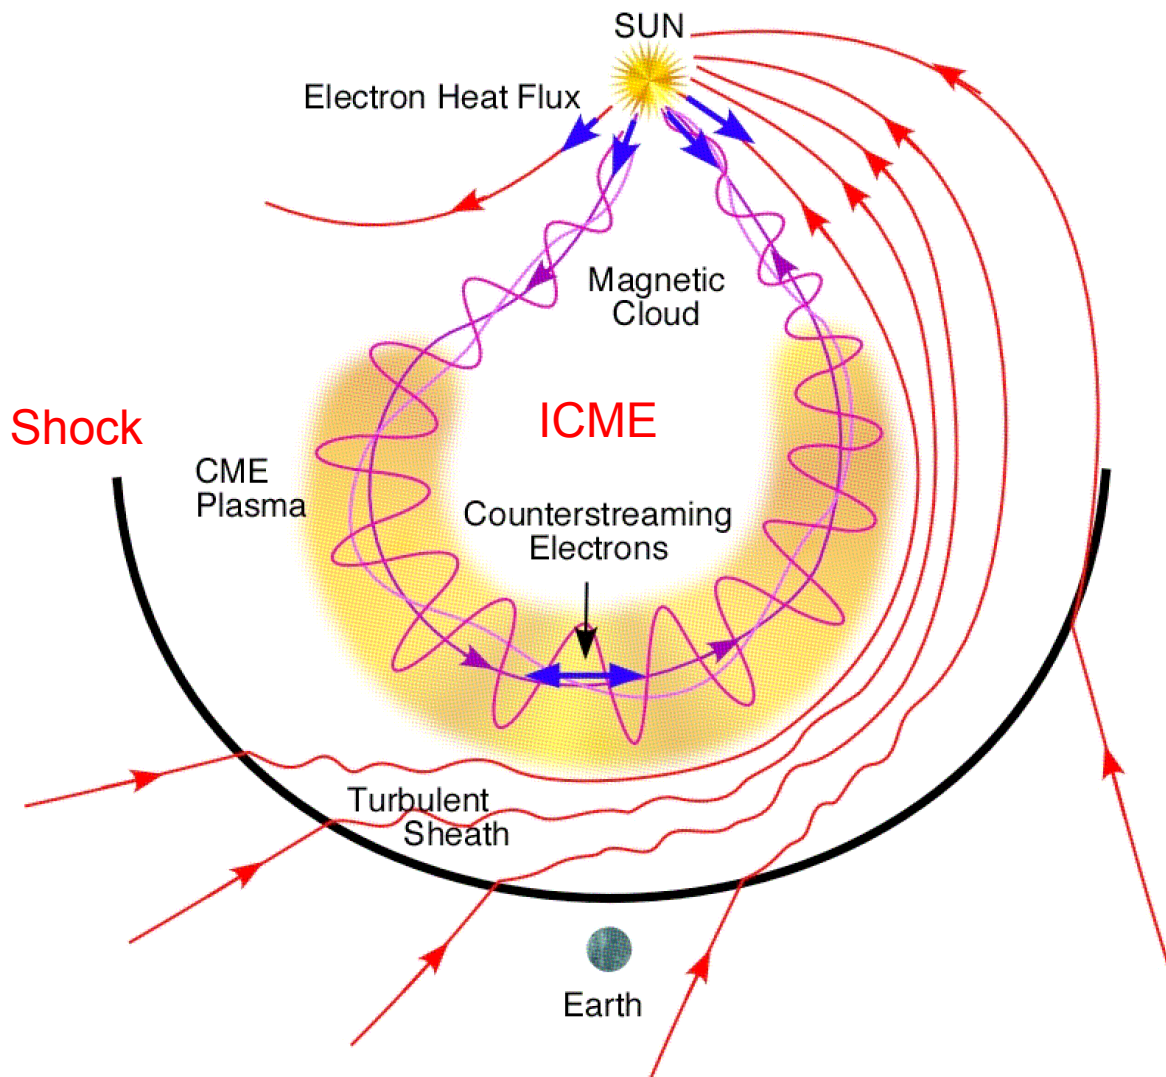 SUN
Electron Heat Flux
Magnetic
Cloud
Shock
ICME
CME
Plasma
Counterstreaming
Electrons
Turbulent
Sheath
Earth